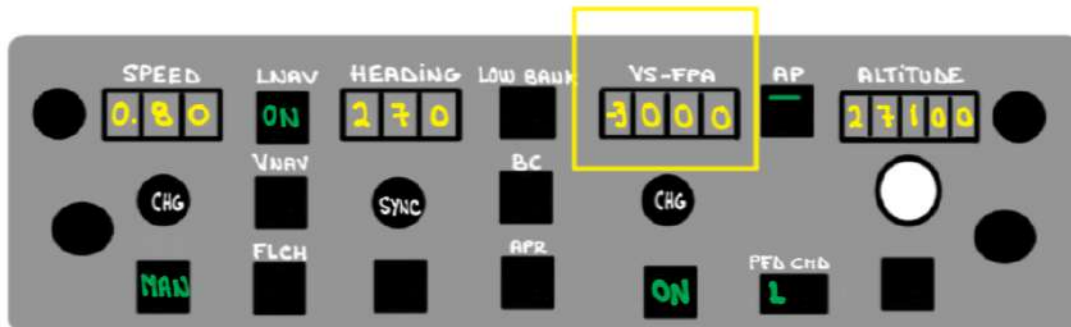 SPEED LNAV HEADING LOW BANK VS-FPA AP ALTITUDE
0.80 ON 270 -3000 27100
VNAV BC
CHG SYNC CHG
FLCH APR PFD CMD
MAN ON L